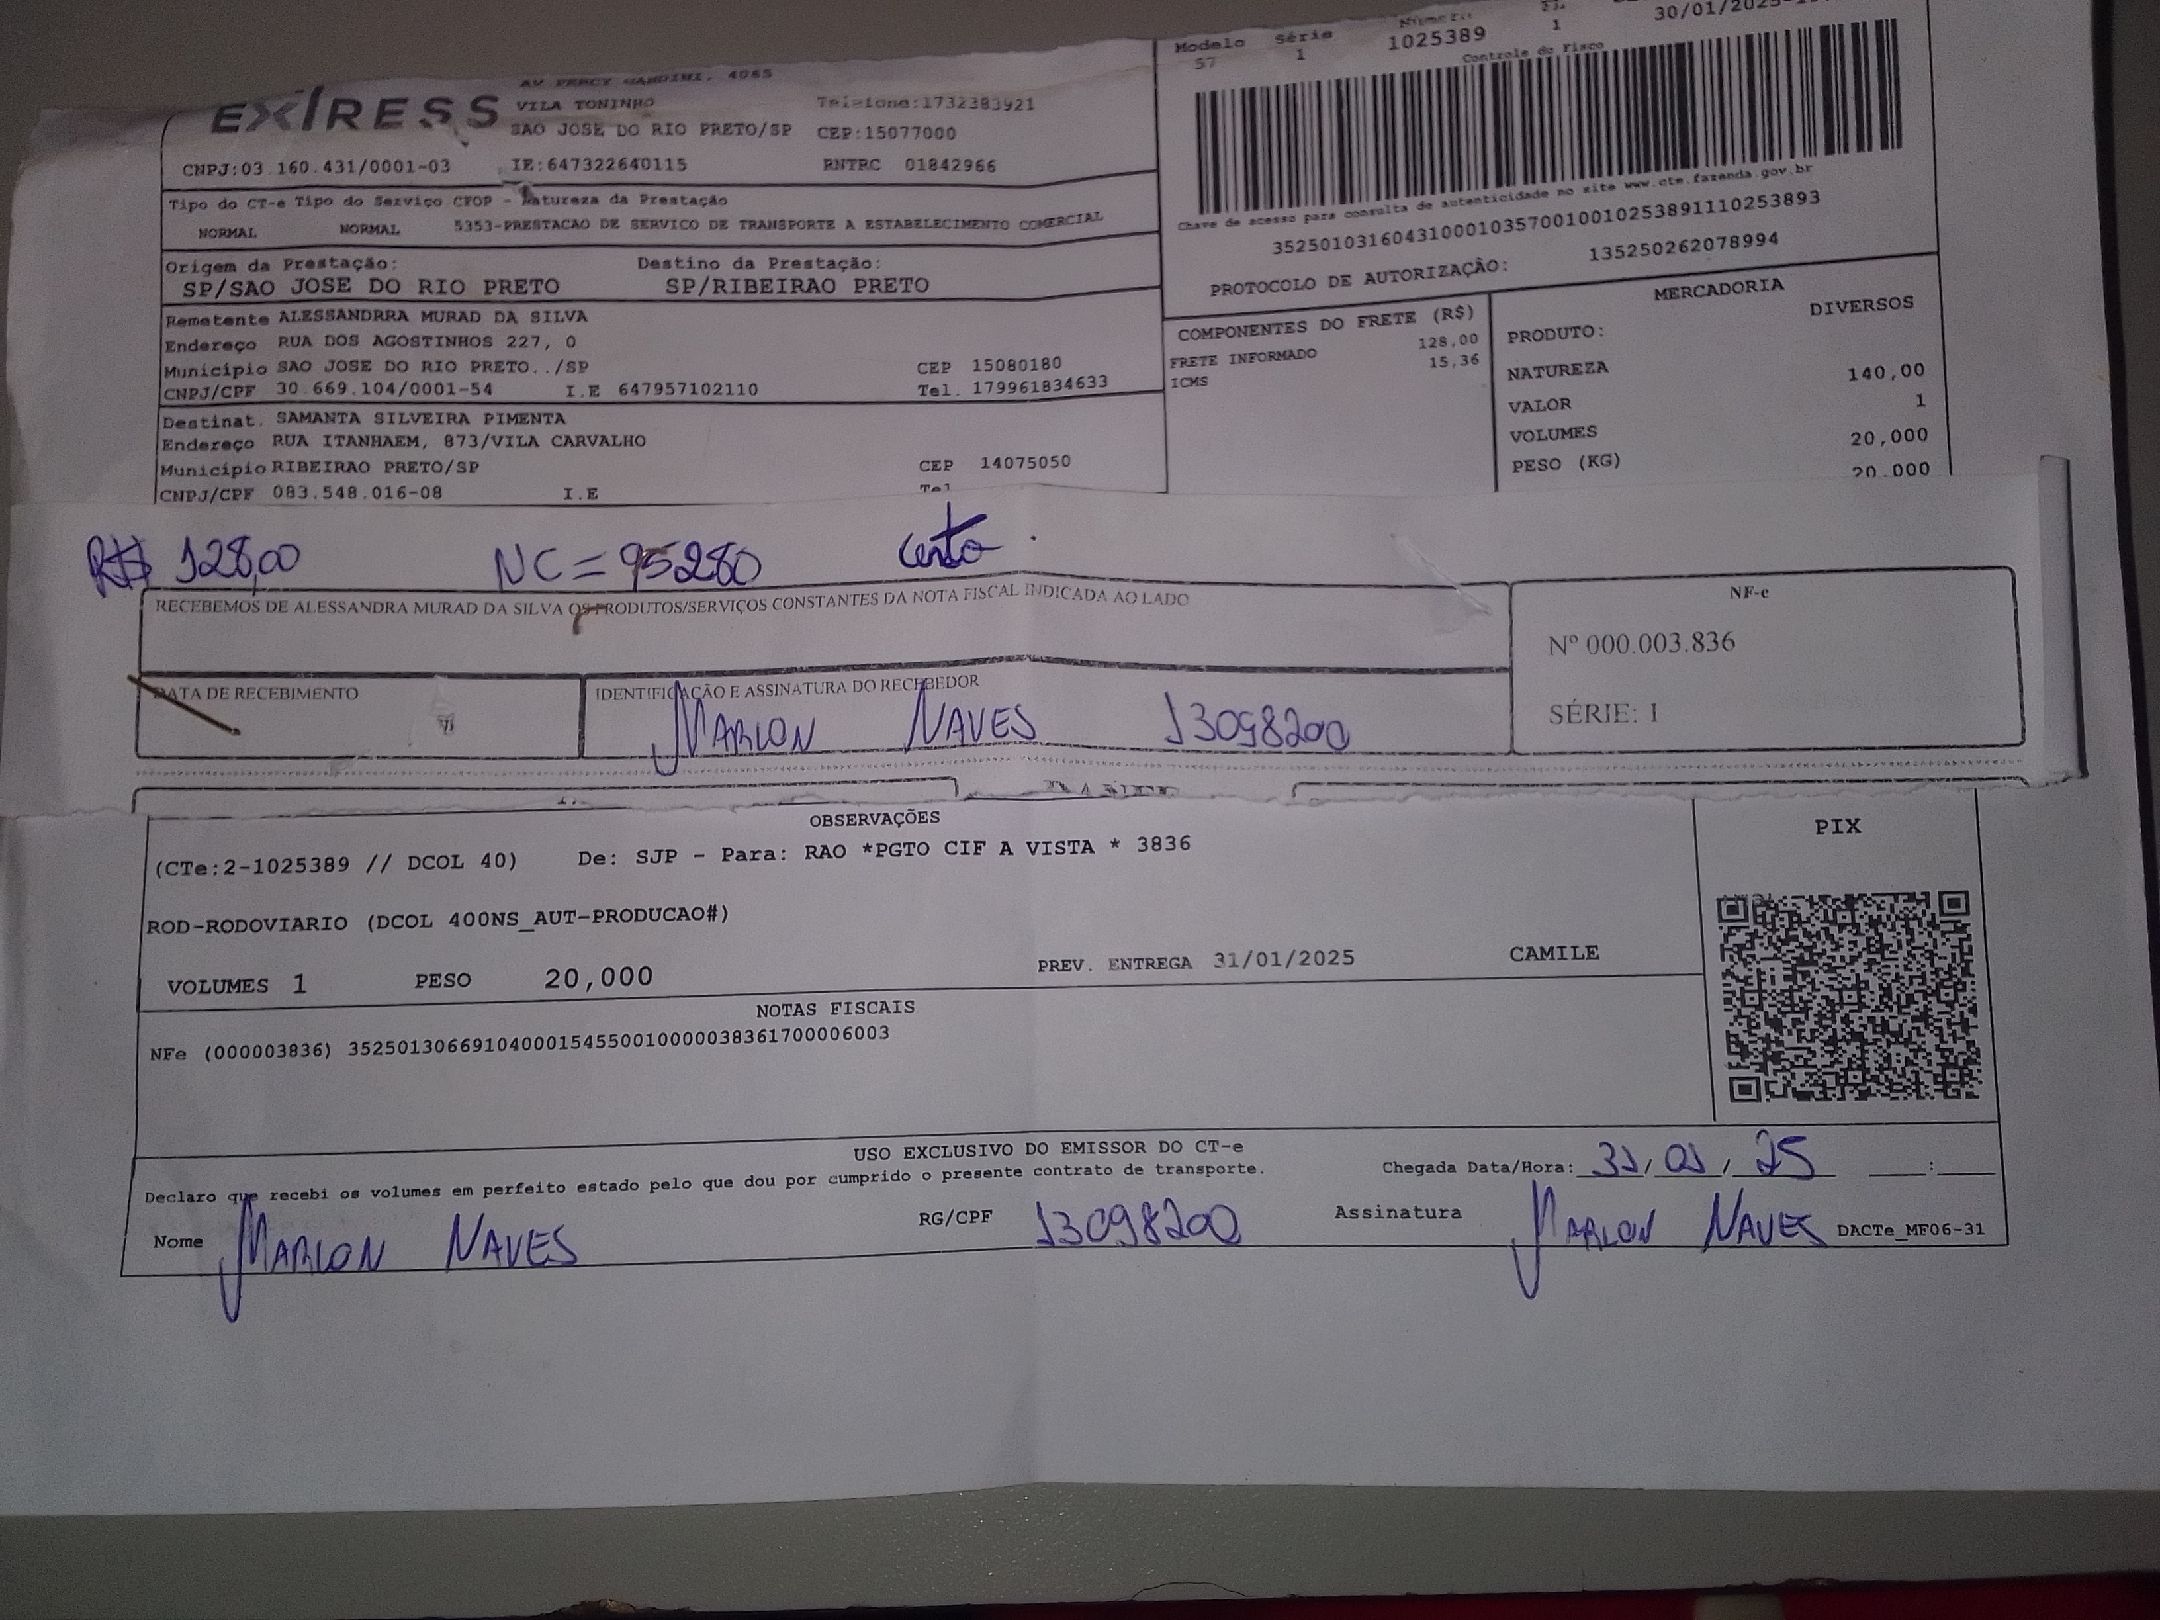 Modelo Série
57 1 1025389 1 30/01/2025
Controle do Fisco
EX RESS
VILA TONINHO Telefone:1732383921
SAO JOSE DO RIO PRETO/SP CEP:15077000
CNPJ:03.160.431/0001-03 IE:647322640115 RNTRC 01842966
Chave de acesso para consulta de autenticidade no site www.cte.fazenda.gov.br
35250103160431000103570010010253891110253893
PROTOCOLO DE AUTORIZAÇÃO: 135250262078994
Tipo do CT-e Tipo do Serviço CFOP - Natureza da Prestação
NORMAL NORMAL 5353-PRESTACAO DE SERVICO DE TRANSPORTE A ESTABELECIMENTO COMERCIAL
Origem da Prestação: Destino da Prestação:
SP/SAO JOSE DO RIO PRETO SP/RIBEIRAO PRETO
Remetente ALESSANDRRA MURAD DA SILVA
Endereço RUA DOS AGOSTINHOS 227, 0
Município SAO JOSE DO RIO PRETO../SP CEP 15080180
CNPJ/CPF 30.669.104/0001-54 I.E 647957102110 Tel. 179961834633
Destinat. SAMANTA SILVEIRA PIMENTA
Endereço RUA ITANHAEM, 873/VILA CARVALHO
Município RIBEIRAO PRETO/SP CEP 14075050
CNPJ/CPF 083.548.016-08 I.E Tel
COMPONENTES DO FRETE (R$)
FRETE INFORMADO 128,00
ICMS 15,36
MERCADORIA
PRODUTO: DIVERSOS
NATUREZA
VALOR 140,00
VOLUMES 1
PESO (KG) 20,000
20.000
R$ 128,00 NC = 95280 certo
RECEBEMOS DE ALESSANDRA MURAD DA SILVA OS PRODUTOS/SERVIÇOS CONSTANTES DA NOTA FISCAL INDICADA AO LADO
NF-e
Nº 000.003.836
SÉRIE: 1
DATA DE RECEBIMENTO IDENTIFICAÇÃO E ASSINATURA DO RECEBEDOR
MARLON NAVES 13098200
OBSERVAÇÕES
(CTe:2-1025389 // DCOL 40) De: SJP - Para: RAO *PGTO CIF A VISTA * 3836
ROD-RODOVIARIO (DCOL 400NS_AUT-PRODUCAO#)
VOLUMES 1 PESO 20,000 PREV. ENTREGA 31/01/2025 CAMILE
PIX
NOTAS FISCAIS
NFe (000003836) 35250130669104000154550010000038361700006003
USO EXCLUSIVO DO EMISSOR DO CT-e
Declaro que recebi os volumes em perfeito estado pelo que dou por cumprido o presente contrato de transporte. Chegada Data/Hora: 31/01/25 :
Nome MARLON NAVES RG/CPF 13098200 Assinatura MARLON NAVES DACTe_MF06-31